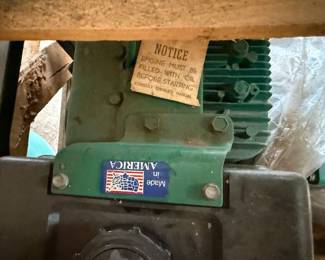 NOTICE
ENGINE MUST BE
FILLED WITH OIL
BEFORE STARTING
Made
in
AMERICA